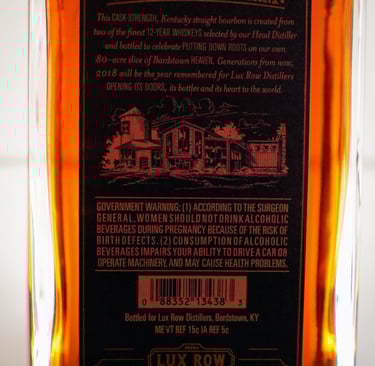 This CASK-STRENGTH, Kentucky straight bourbon is created from
two of the finest 12-YEAR WHISKEYS selected by our Head Distiller
and bottled to celebrate PUTTING DOWN ROOTS on our own
80-acre slice of Bardstown HEAVEN. Generations from now,
2018 will be the year remembered for Lux Row Distillers
OPENING ITS DOORS, its bottles and its heart to the world.
GOVERNMENT WARNING: (1) ACCORDING TO THE SURGEON
GENERAL, WOMEN SHOULD NOT DRINK ALCOHOLIC
BEVERAGES DURING PREGNANCY BECAUSE OF THE RISK OF
BIRTH DEFECTS. (2) CONSUMPTION OF ALCOHOLIC
BEVERAGES IMPAIRS YOUR ABILITY TO DRIVE A CAR OR
OPERATE MACHINERY, AND MAY CAUSE HEALTH PROBLEMS.
0 88352 13438 3
Bottled for Lux Row Distillers, Bardstown, KY
ME VT REF 15c IA REF 5c
LUX ROW